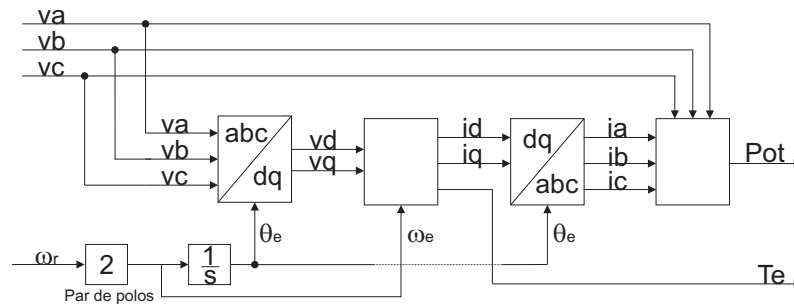 va
vb
vc
va
vb
vc
abc
dq
vd
vq
id
iq
dq
abc
ia
ib
ic
Pot
θe
ωe
θe
ωr
2
1
s
Par de polos
Te